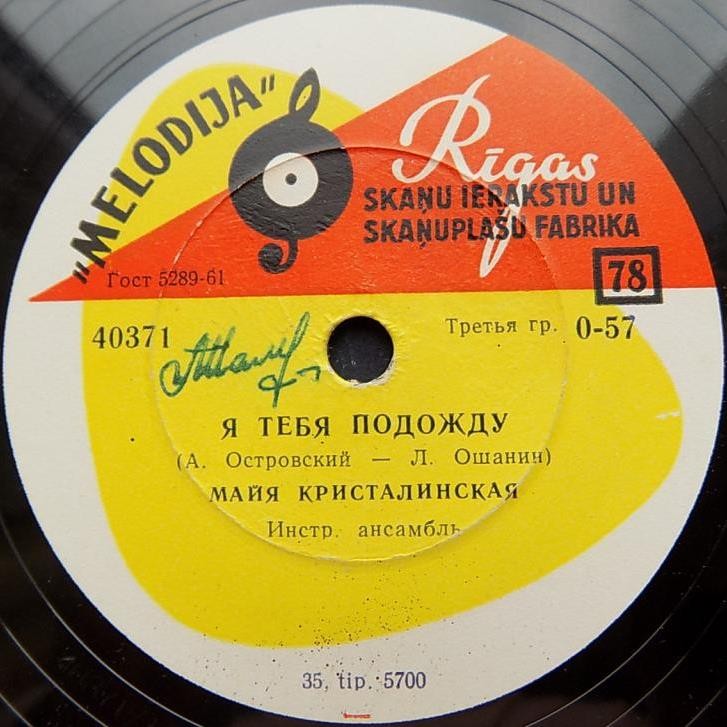 "MELODIJA"
Rīgas
SKAŅU IERAKSTU UN
SKAŅUPLAŠU FABRIKA
Гост 5289-61
78
40371
Третья гр. 0-57
Я ТЕБЯ ПОДОЖДУ
(А. Островский — Л. Ошанин)
МАЙЯ КРИСТАЛИНСКАЯ
Инстр. ансамбль
35. tip. 5700